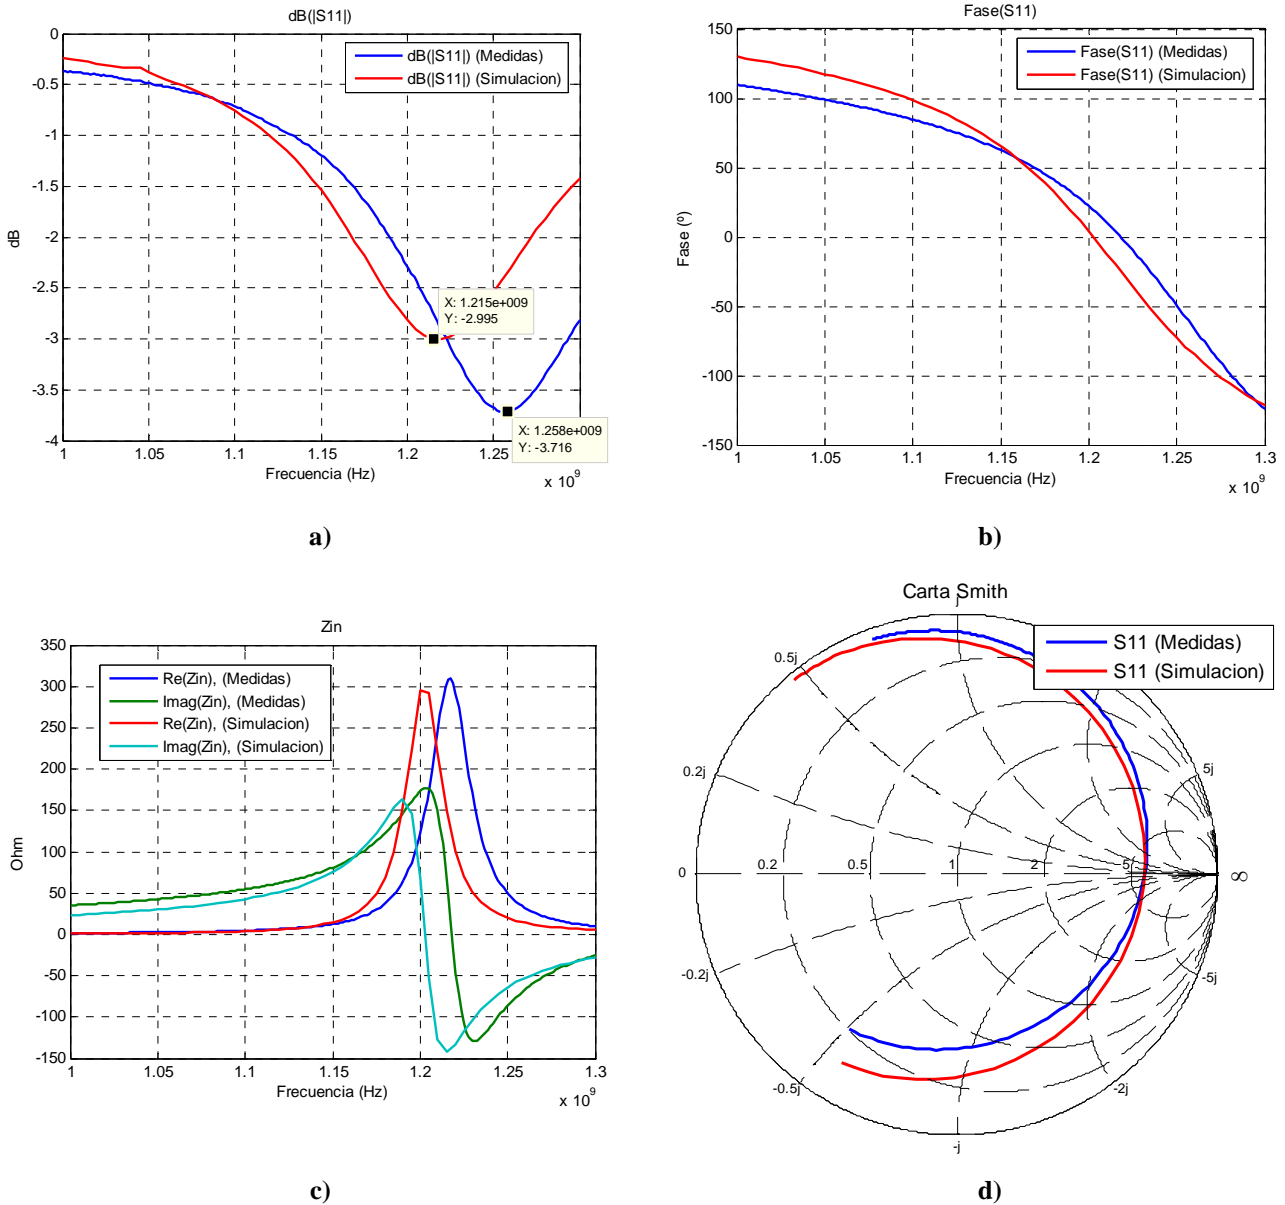 dB(|S11|)
dB(|S11|) (Medidas)
dB(|S11|) (Simulacion)
0
-0.5
-1
-1.5
-2
-2.5
-3
-3.5
-4
dB
X: 1.215e+009
Y: -2.995
X: 1.258e+009
Y: -3.716
1 1.05 1.1 1.15 1.2 1.25
Frecuencia (Hz)
x 10^9
a)
Fase(S11)
Fase(S11) (Medidas)
Fase(S11) (Simulacion)
150
100
50
0
-50
-100
-150
Fase (º)
1 1.05 1.1 1.15 1.2 1.25 1.3
Frecuencia (Hz)
x 10^9
b)
Zin
Re(Zin), (Medidas)
Imag(Zin), (Medidas)
Re(Zin), (Simulacion)
Imag(Zin), (Simulacion)
350
300
250
200
150
100
50
0
-50
-100
-150
Ohm
1 1.05 1.1 1.15 1.2 1.25 1.3
Frecuencia (Hz)
x 10^9
c)
Carta Smith
S11 (Medidas)
S11 (Simulacion)
j
0.5j
0.2j
5j
0 0.2 0.5 1 2 5 ∞
-0.2j
-5j
-0.5j
-2j
-j
d)